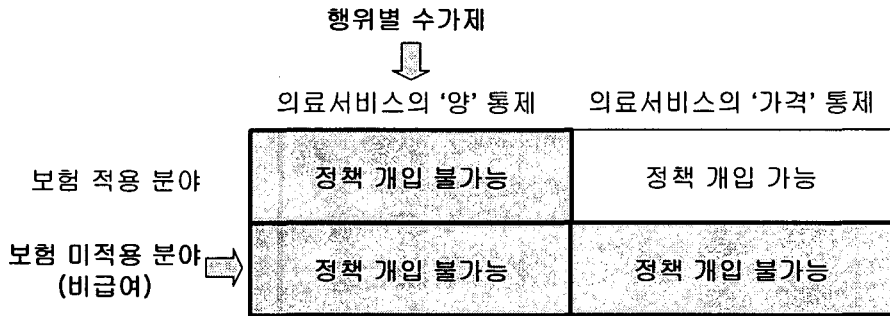 행위별 수가제
의료서비스의 ‘양’ 통제 의료서비스의 ‘가격’ 통제
보험 적용 분야 정책 개입 불가능 정책 개입 가능
보험 미적용 분야
(비급여)
정책 개입 불가능 정책 개입 불가능